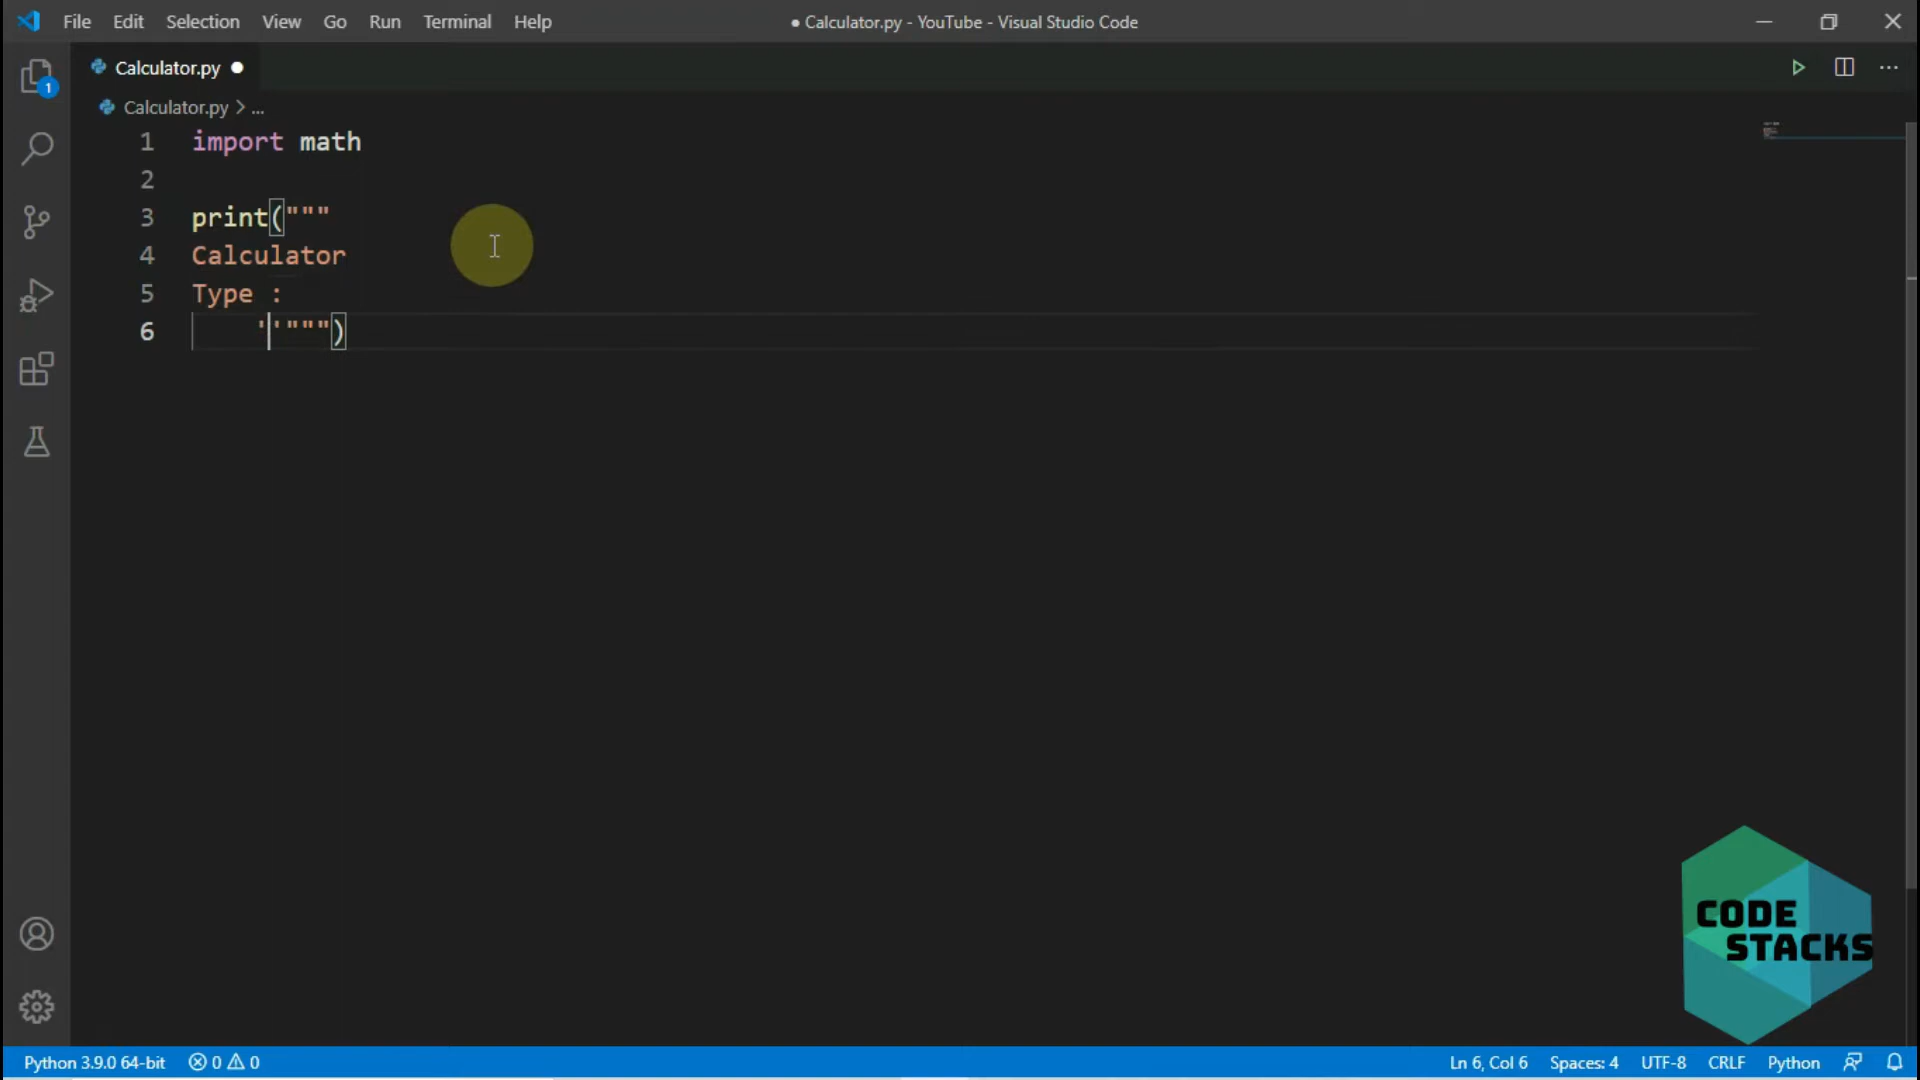 File Edit Selection View Go Run Terminal Help ● Calculator.py - YouTube - Visual Studio Code
Calculator.py ●
1
Calculator.py > ...
1 import math
2
3 print("""
4 Calculator
5 Type :
6     ''""")
CODE
STACKS
Python 3.9.0 64-bit 0 0 Ln 6, Col 6 Spaces: 4 UTF-8 CRLF Python